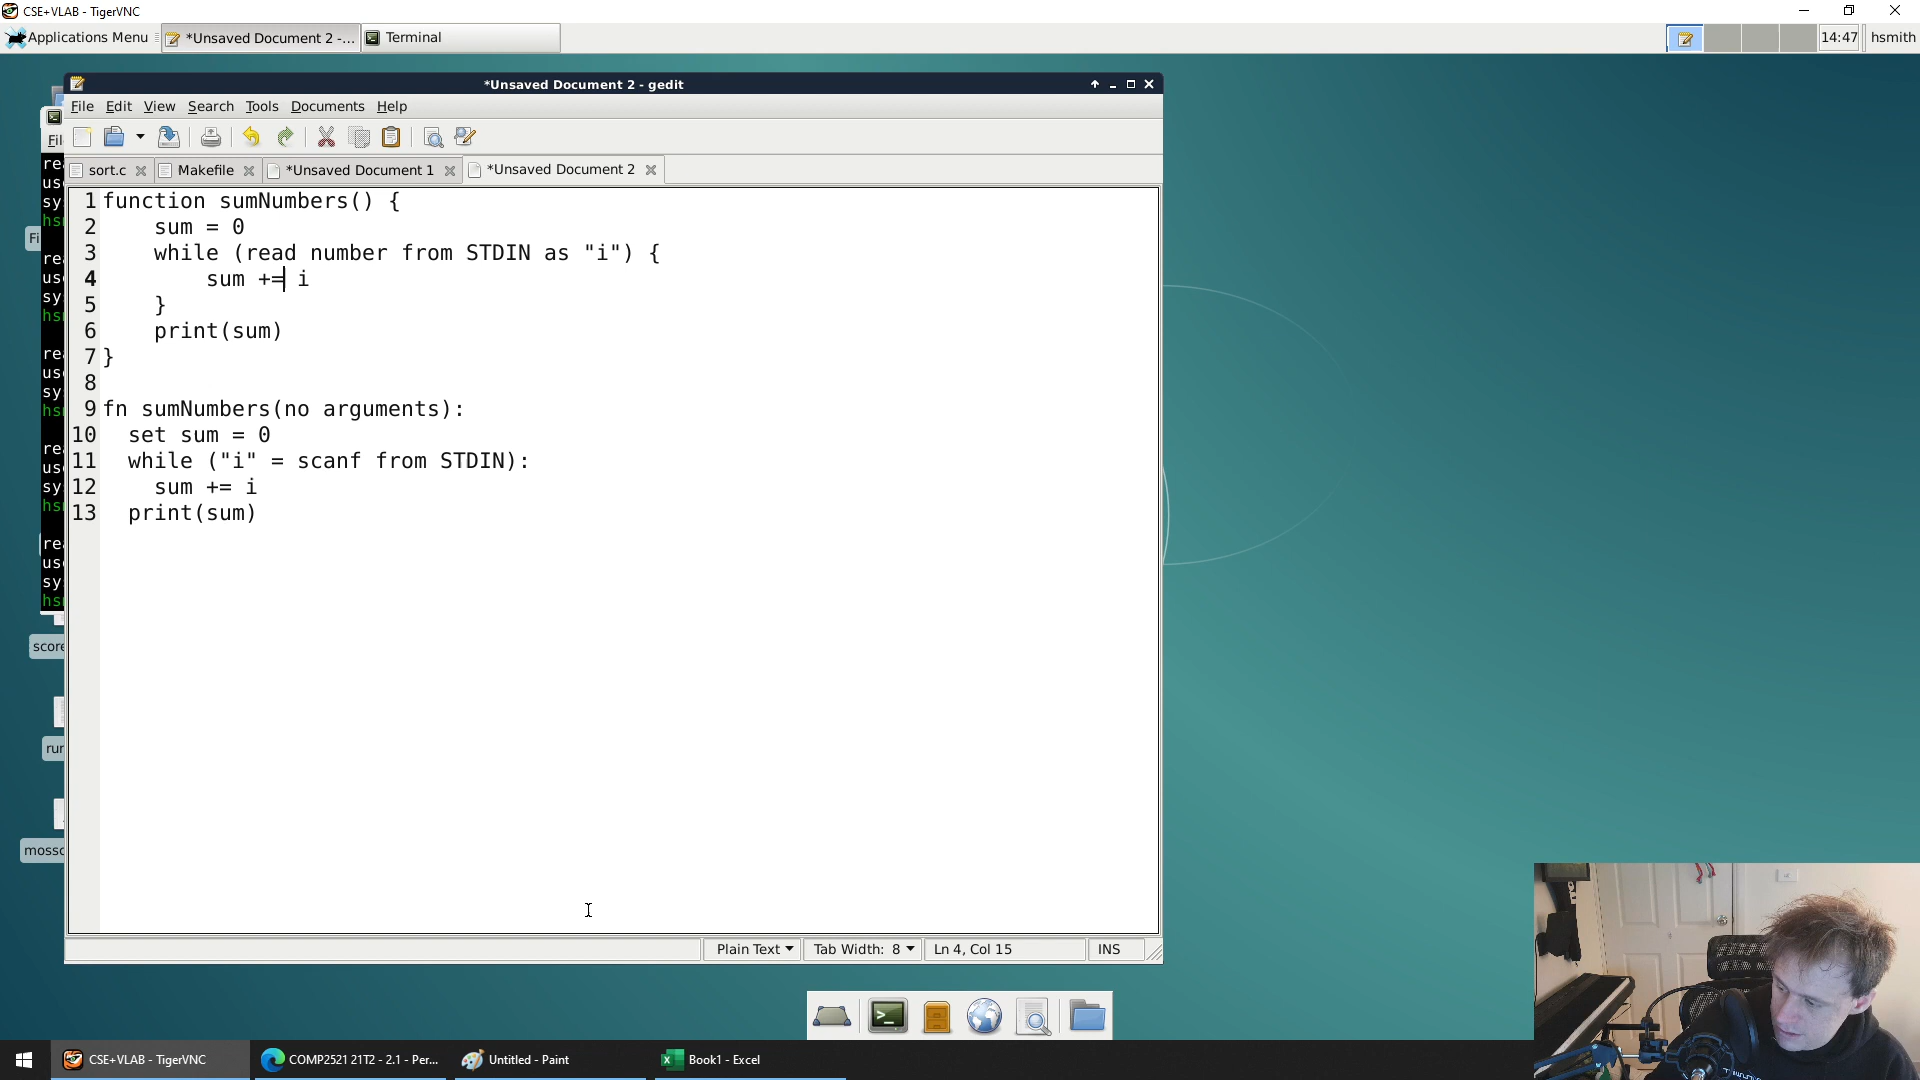 CSE+VLAB - TigerVNC
Applications Menu
*Unsaved Document 2 -...
Terminal
14:47
hsmith
*Unsaved Document 2 - gedit
File Edit View Search Tools Documents Help
sort.c
Makefile
*Unsaved Document 1
*Unsaved Document 2
1 function sumNumbers() {
2     sum = 0
3     while (read number from STDIN as "i") {
4         sum += i
5     }
6     print(sum)
7 }
8
9 fn sumNumbers(no arguments):
10   set sum = 0
11   while ("i" = scanf from STDIN):
12     sum += i
13   print(sum)
Plain Text
Tab Width: 8
Ln 4, Col 15
INS
CSE+VLAB - TigerVNC
COMP2521 21T2 - 2.1 - Per...
Untitled - Paint
Book1 - Excel